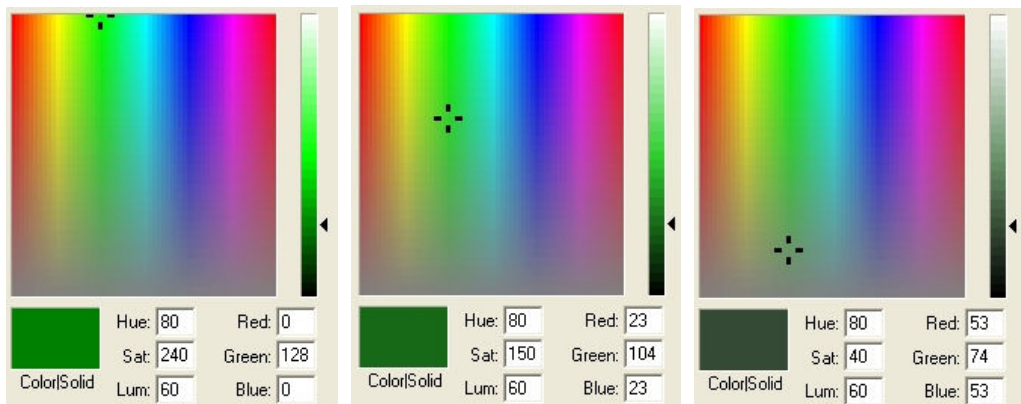 Hue: 80 Red: 0
Sat: 240 Green: 128
Color|Solid
Lum: 60 Blue: 0
Hue: 80 Red: 23
Sat: 150 Green: 104
Color|Solid
Lum: 60 Blue: 23
Hue: 80 Red: 53
Sat: 40 Green: 74
Color|Solid
Lum: 60 Blue: 53